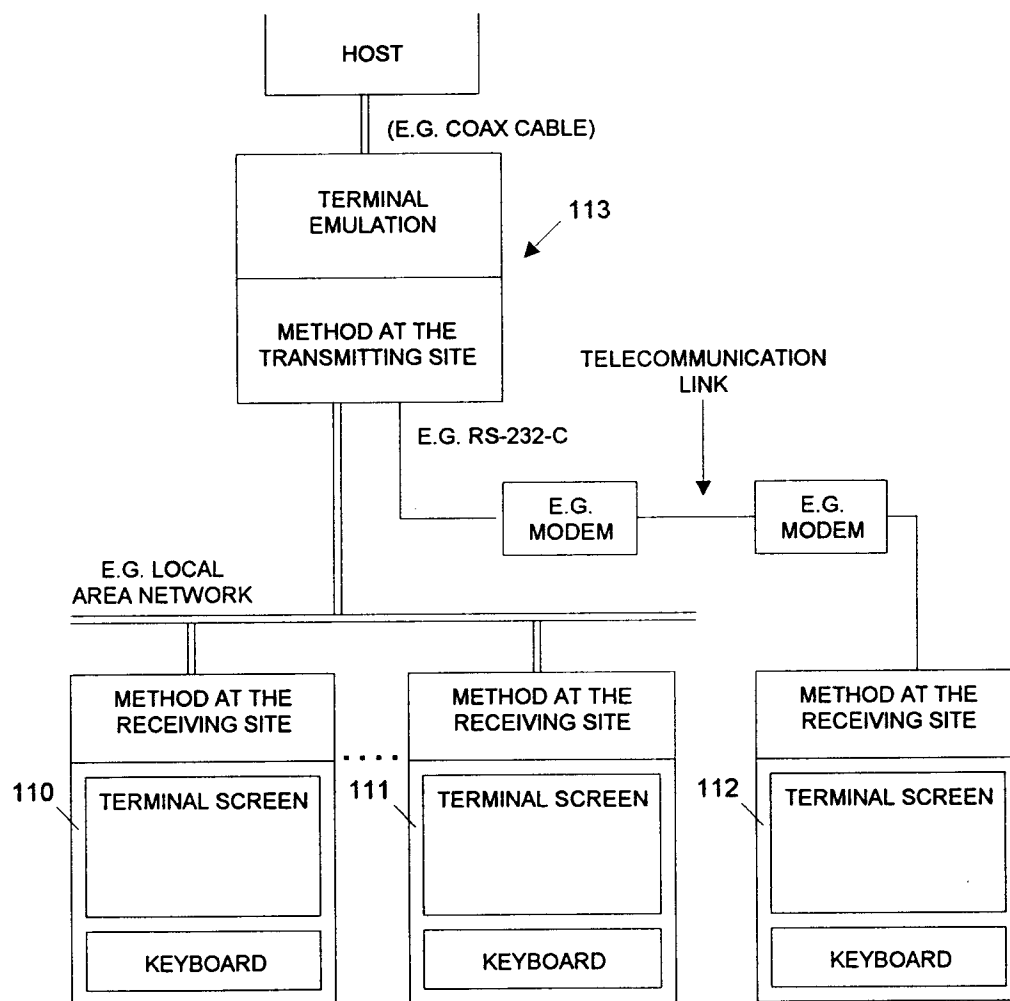 HOST
(E.G. COAX CABLE)
TERMINAL
EMULATION
113
METHOD AT THE
TRANSMITTING SITE
TELECOMMUNICATION
LINK
E.G. RS-232-C
E.G.
MODEM
E.G.
MODEM
E.G. LOCAL
AREA NETWORK
METHOD AT THE
RECEIVING SITE
METHOD AT THE
RECEIVING SITE
METHOD AT THE
RECEIVING SITE
110
TERMINAL SCREEN
111
TERMINAL SCREEN
112
TERMINAL SCREEN
KEYBOARD
KEYBOARD
KEYBOARD